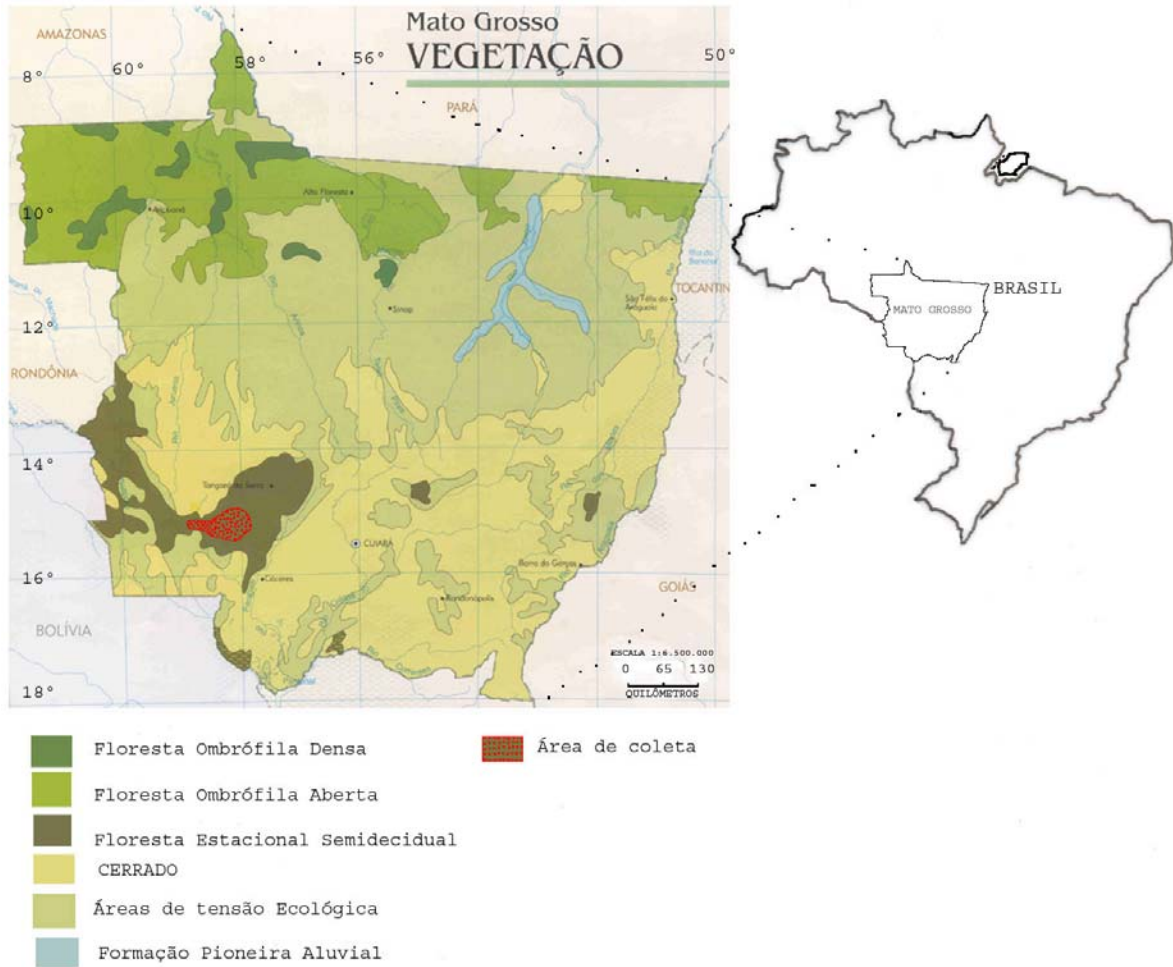 Mato Grosso
VEGETAÇÃO
AMAZONAS
60°
58°
56°
50°
8°
PARÁ
Alta Floresta
10°
Aripuanã
TOCANTIN
São Félix do
Araguaia
Sinop
12°
RONDÔNIA
14°
Tangará da Serra
CUIABÁ
Barra do Garças
16°
Cáceres
Rondonópolis
GOIÁS
BOLÍVIA
ESCALA 1:6.500.000
0 65 130
QUILÔMETROS
18°
BRASIL
MATO GROSSO
Floresta Ombrófila Densa
Área de coleta
Floresta Ombrófila Aberta
Floresta Estacional Semidecidual
CERRADO
Áreas de tensão Ecológica
Formação Pioneira Aluvial